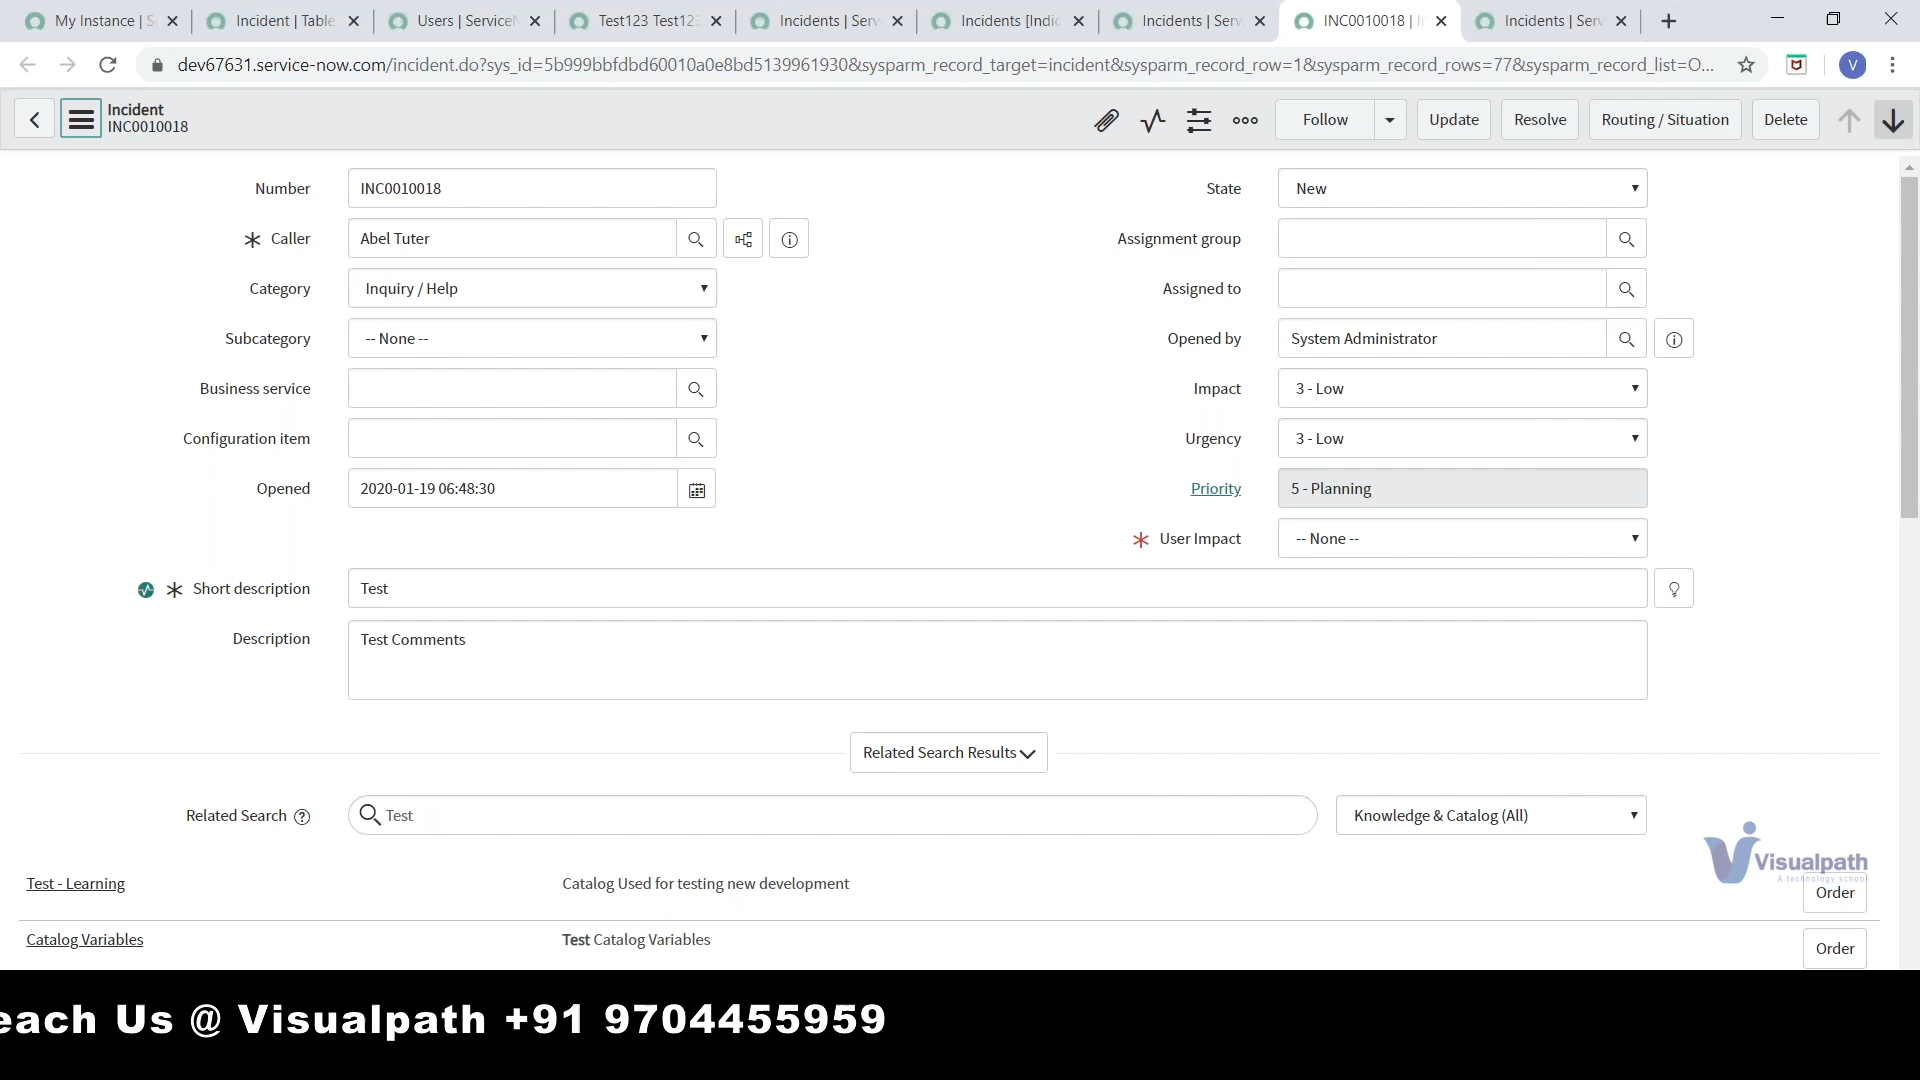 My Instance | S
Incident | Table
Users | ServiceN
Test123 Test123
Incidents | Serv
Incidents [Indic
Incidents | Serv
INC0010018 | In
Incidents | Serv
dev67631.service-now.com/incident.do?sys_id=5b999bbfdbd60010a0e8bd5139961930&sysparm_record_target=incident&sysparm_record_row=1&sysparm_record_rows=77&sysparm_record_list=O...
V
Incident
INC0010018
Follow
Update
Resolve
Routing / Situation
Delete
Number INC0010018
State New
Caller Abel Tuter
Assignment group
Category Inquiry / Help
Assigned to
Subcategory -- None --
Opened by System Administrator
Business service
Impact 3 - Low
Configuration item
Urgency 3 - Low
Opened 2020-01-19 06:48:30
Priority 5 - Planning
User Impact -- None --
Short description Test
Description Test Comments
Related Search Results
Related Search Test Knowledge & Catalog (All)
Visualpath
A technology school
Test - Learning Catalog Used for testing new development Order
Catalog Variables Test Catalog Variables Order
each Us @ Visualpath +91 9704455959